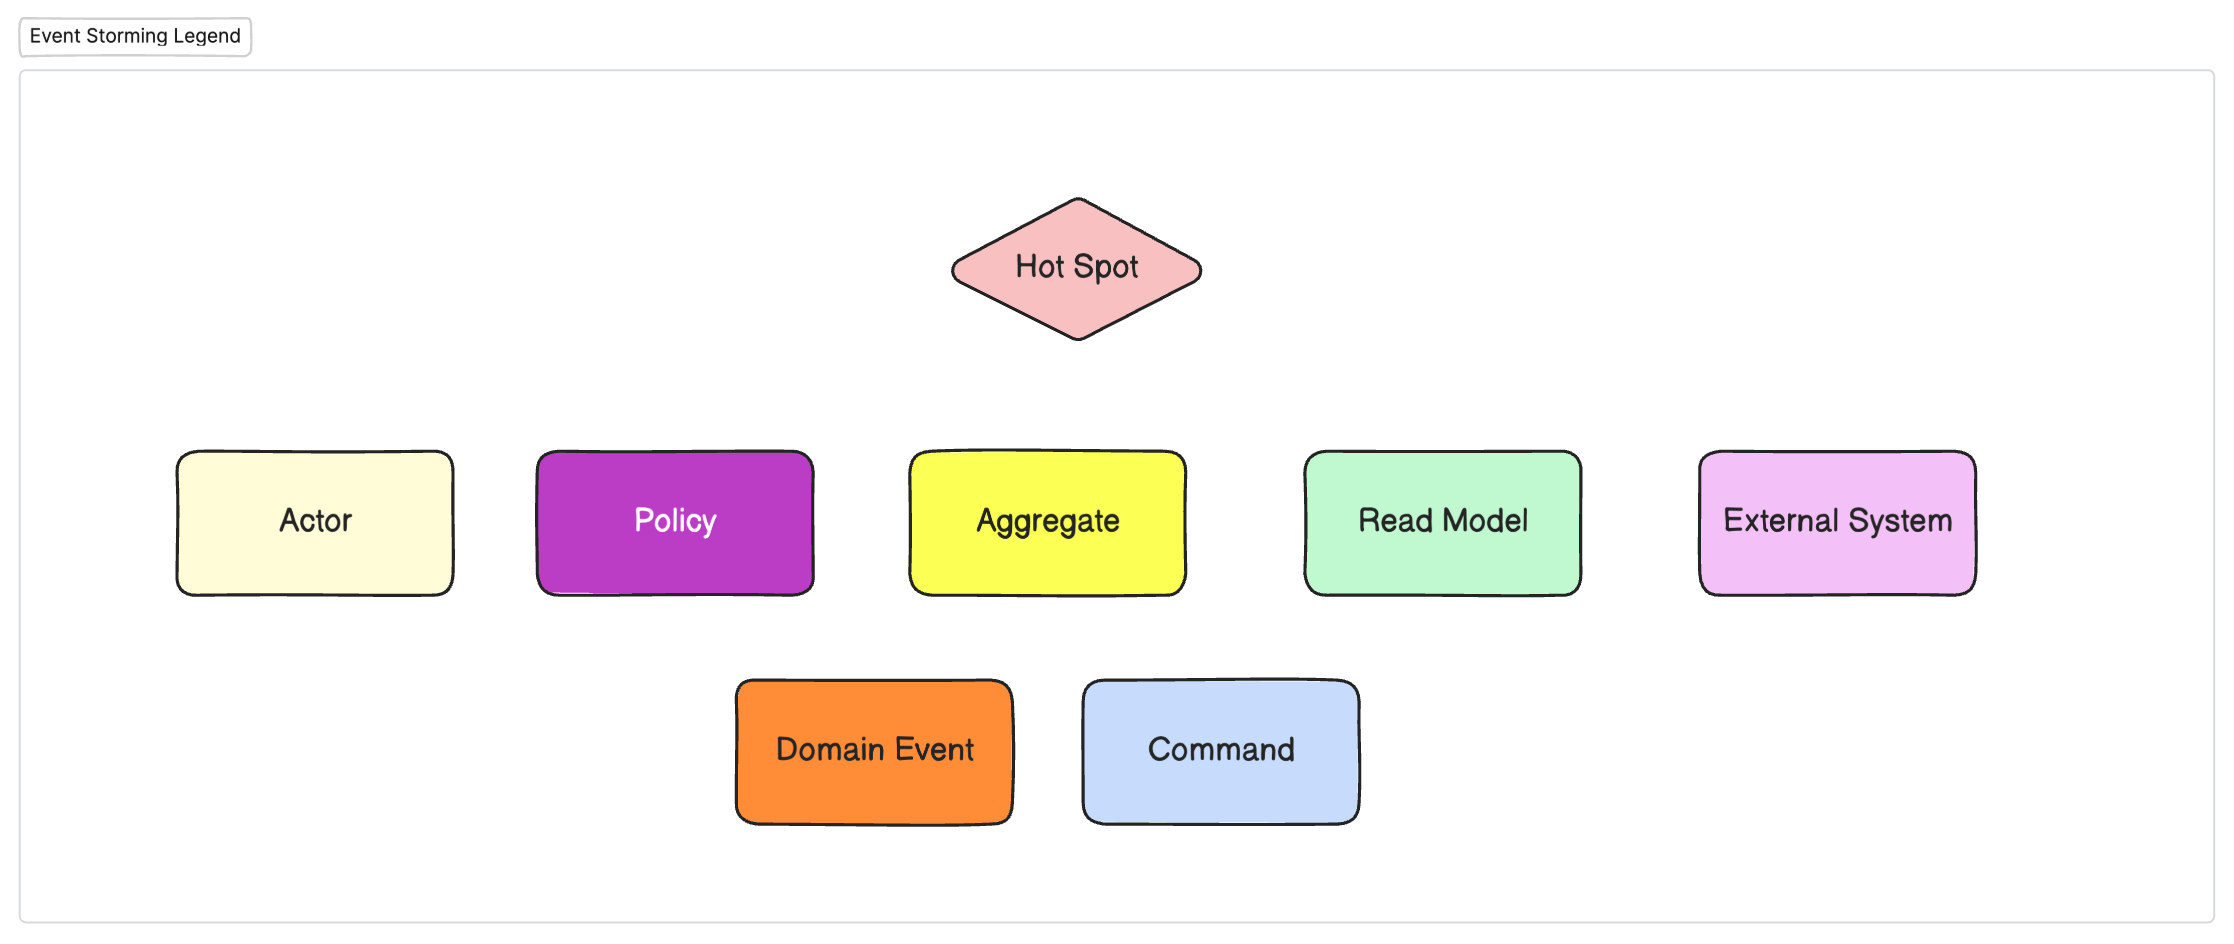 Event Storming Legend
Hot Spot
Actor
Policy
Aggregate
Read Model
External System
Domain Event
Command